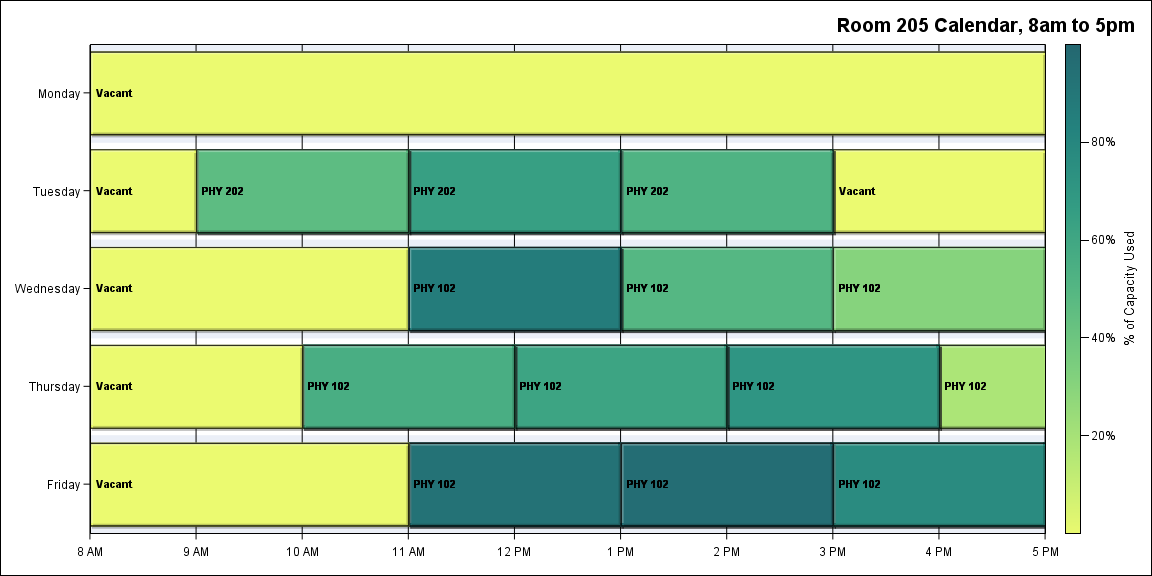 Room 205 Calendar, 8am to 5pm
Monday
Vacant
Tuesday
Vacant
PHY 202
PHY 202
PHY 202
Vacant
Wednesday
Vacant
PHY 102
PHY 102
PHY 102
Thursday
Vacant
PHY 102
PHY 102
PHY 102
PHY 102
Friday
Vacant
PHY 102
PHY 102
PHY 102
8 AM
9 AM
10 AM
11 AM
12 PM
1 PM
2 PM
3 PM
4 PM
5 PM
80%
60%
40%
20%
% of Capacity Used